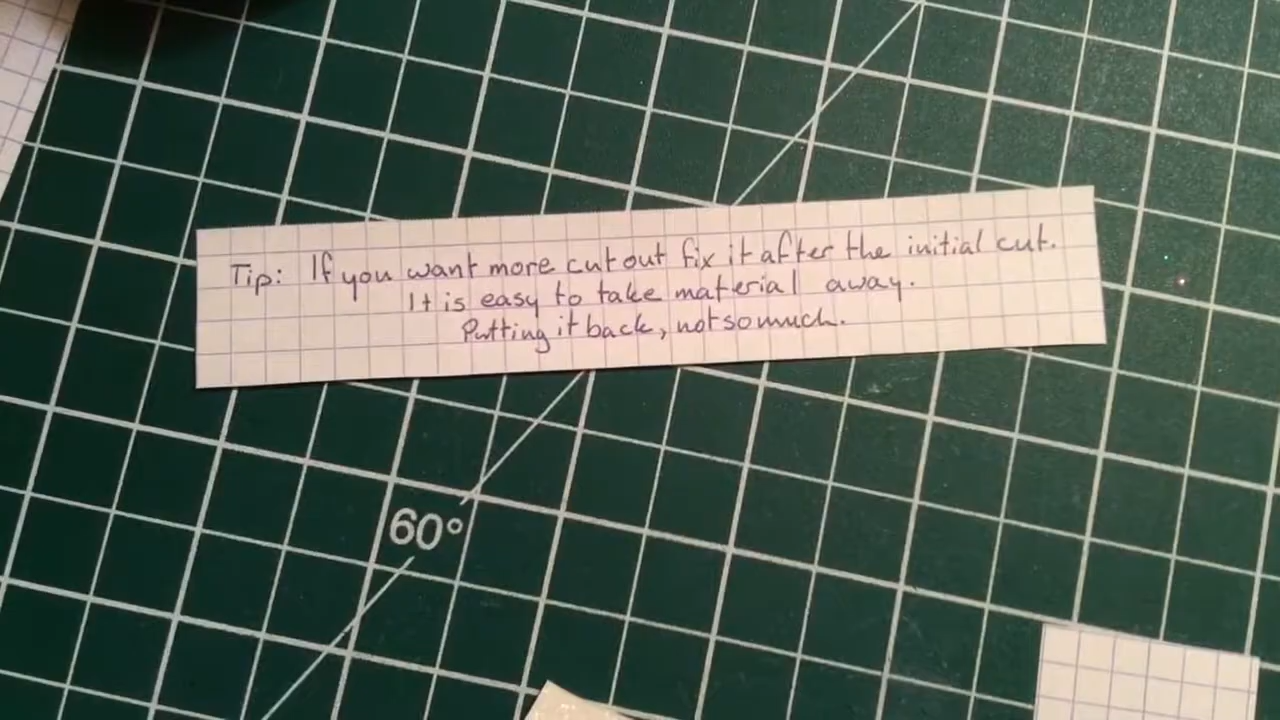 Tip: If you want more cut out fix it after the initial cut.
It is easy to take material away.
Putting it back, not so much.
60°